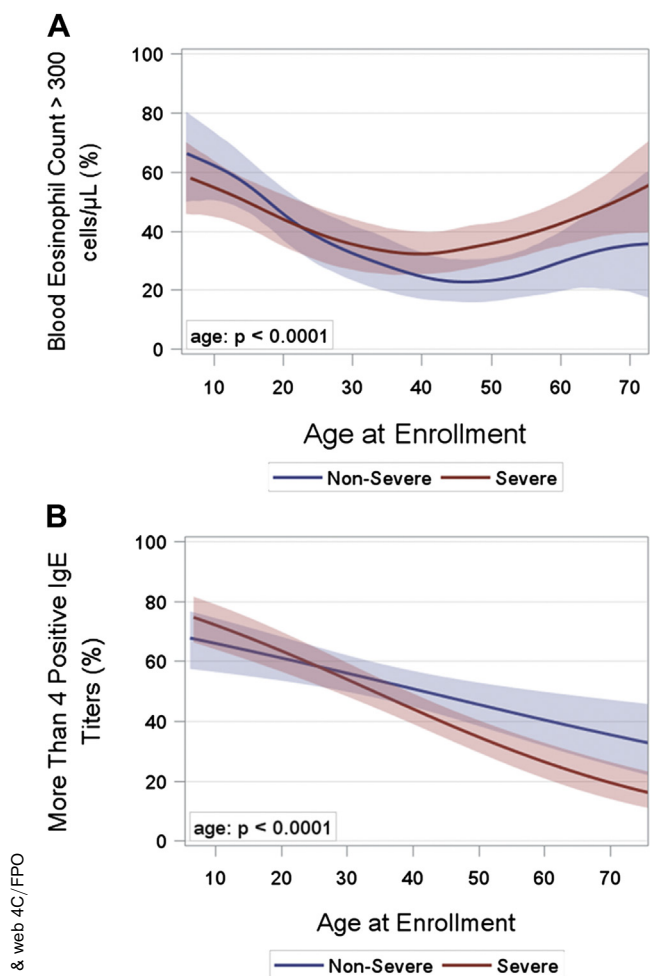 A
Blood Eosinophil Count > 300
cells/µL (%)
100
80
60
40
20
0
age: p < 0.0001
10 20 30 40 50 60 70
Age at Enrollment
Non-Severe Severe
B
More Than 4 Positive IgE
Titers (%)
100
80
60
40
20
0
age: p < 0.0001
10 20 30 40 50 60 70
Age at Enrollment
Non-Severe Severe
& web 4C/FPO